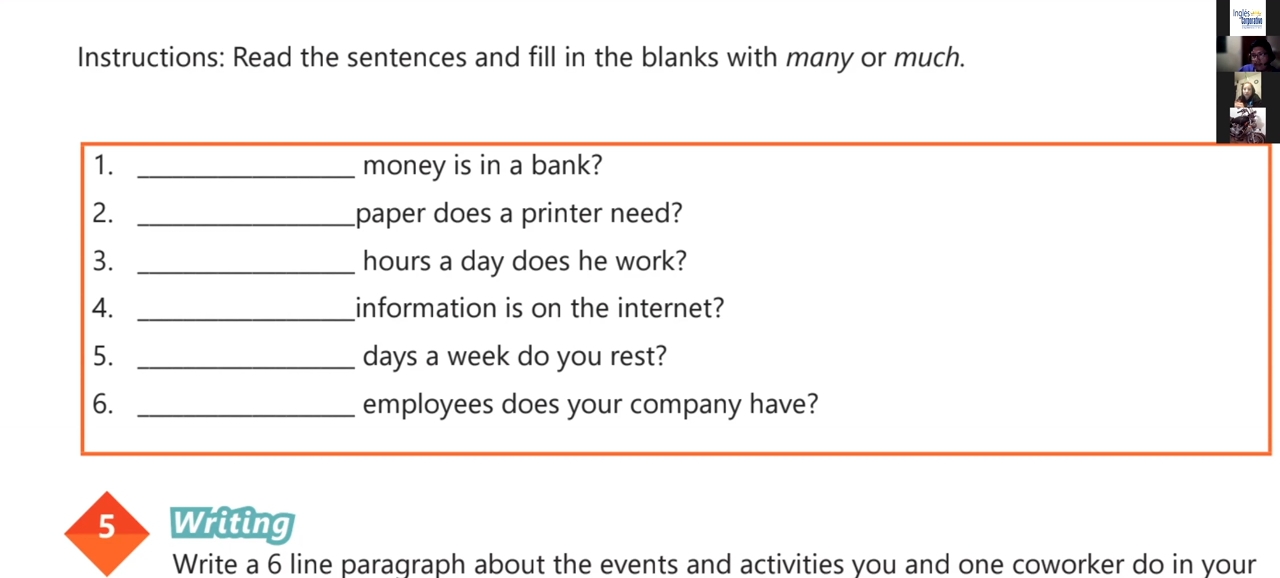 Instructions: Read the sentences and fill in the blanks with many or much.
1. ________________ money is in a bank?
2. ________________paper does a printer need?
3. ________________ hours a day does he work?
4. ________________information is on the internet?
5. ________________ days a week do you rest?
6. ________________ employees does your company have?
5 Writing
Write a 6 line paragraph about the events and activities you and one coworker do in your
Inglés
Corporativo